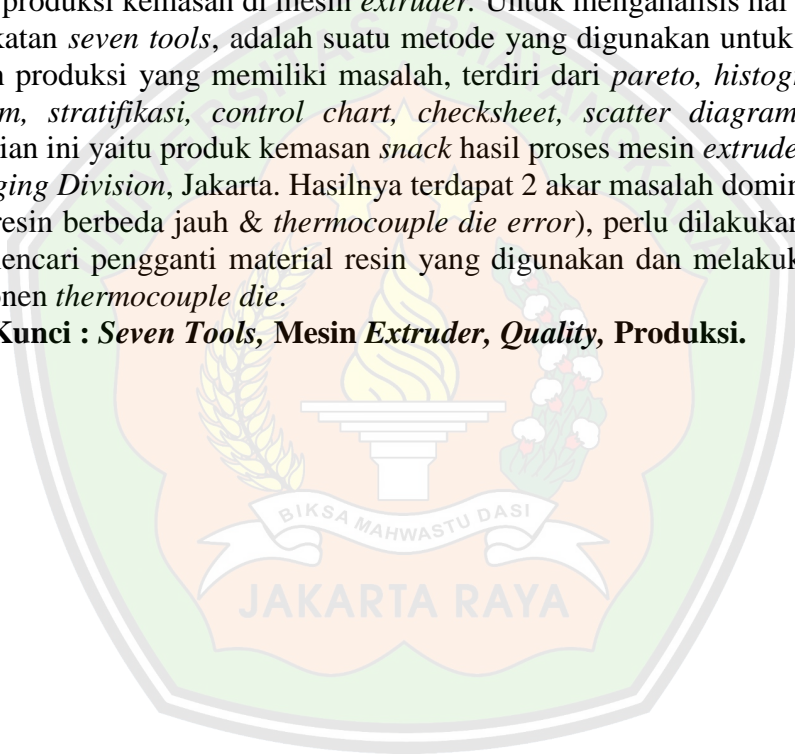 produksi kemasan di mesin extruder. Untuk menganalisis hal
katan seven tools, adalah suatu metode yang digunakan untuk
n produksi yang memiliki masalah, terdiri dari pareto, histog
m, stratifikasi, control chart, checksheet, scatter diagram
ian ini yaitu produk kemasan snack hasil proses mesin extrude
ging Division, Jakarta. Hasilnya terdapat 2 akar masalah domin
resin berbeda jauh & thermocouple die error), perlu dilakukan
encari pengganti material resin yang digunakan dan melakuk
onen thermocouple die.
Kunci : Seven Tools, Mesin Extruder, Quality, Produksi.
BIKSA MAHWASTU DASI
JAKARTA RAYA